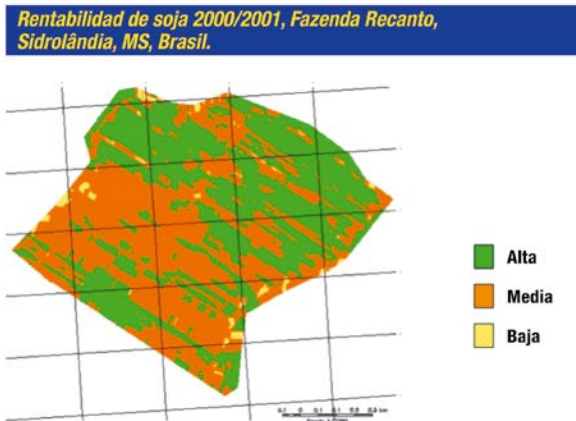 Rentabilidad de soja 2000/2001, Fazenda Recanto,
Sidrolândia, MS, Brasil.
Alta
Media
Baja